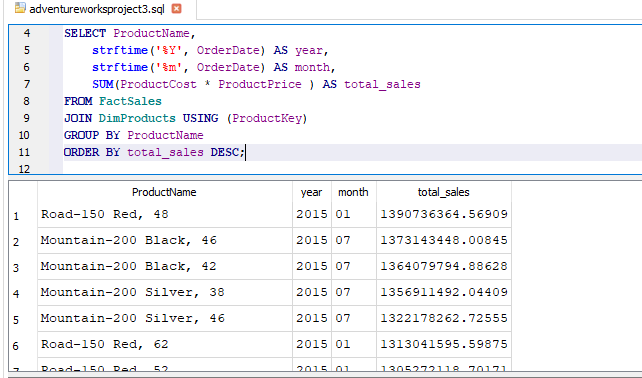 adventureworksproject3.sql
4 SELECT ProductName,
5 strftime('%Y', OrderDate) AS year,
6 strftime('%m', OrderDate) AS month,
7 SUM(ProductCost * ProductPrice ) AS total_sales
8 FROM FactSales
9 JOIN DimProducts USING (ProductKey)
10 GROUP BY ProductName
11 ORDER BY total_sales DESC;
12
ProductName year month total_sales
1 Road-150 Red, 48 2015 01 1390736364.56909
2 Mountain-200 Black, 46 2015 07 1373143448.00845
3 Mountain-200 Black, 42 2015 07 1364079794.88628
4 Mountain-200 Silver, 38 2015 07 1356911492.04409
5 Mountain-200 Silver, 46 2015 07 1322178262.72555
6 Road-150 Red, 62 2015 01 1313041595.59875
7 Road-150 Red, 52 2015 01 1305272118.70171